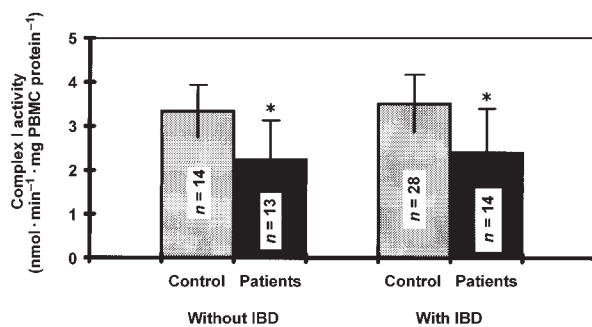 Complex I activity
(nmol · min⁻¹ · mg PBMC protein⁻¹)
5
4
3
2
1
0
*
*
n = 14
n = 13
n = 28
n = 14
Control Patients Control Patients
Without IBD With IBD